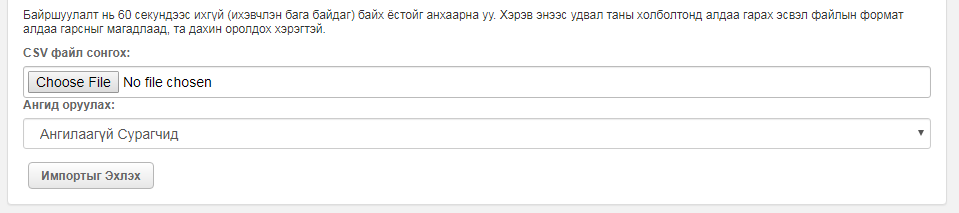 Байршуулалт нь 60 секундээс ихгүй (ихэвчлэн бага байдаг) байх ёстойг анхаарна уу. Хэрэв энээс удвал таны холболтонд алдаа гарах эсвэл файлын формат
алдаа гарсныг магадлаад, та дахин оролдох хэрэгтэй.
CSV файл сонгох:
Choose File No file chosen
Ангид оруулах:
Ангилаагүй Сурагчид
Импортыг Эхлэх